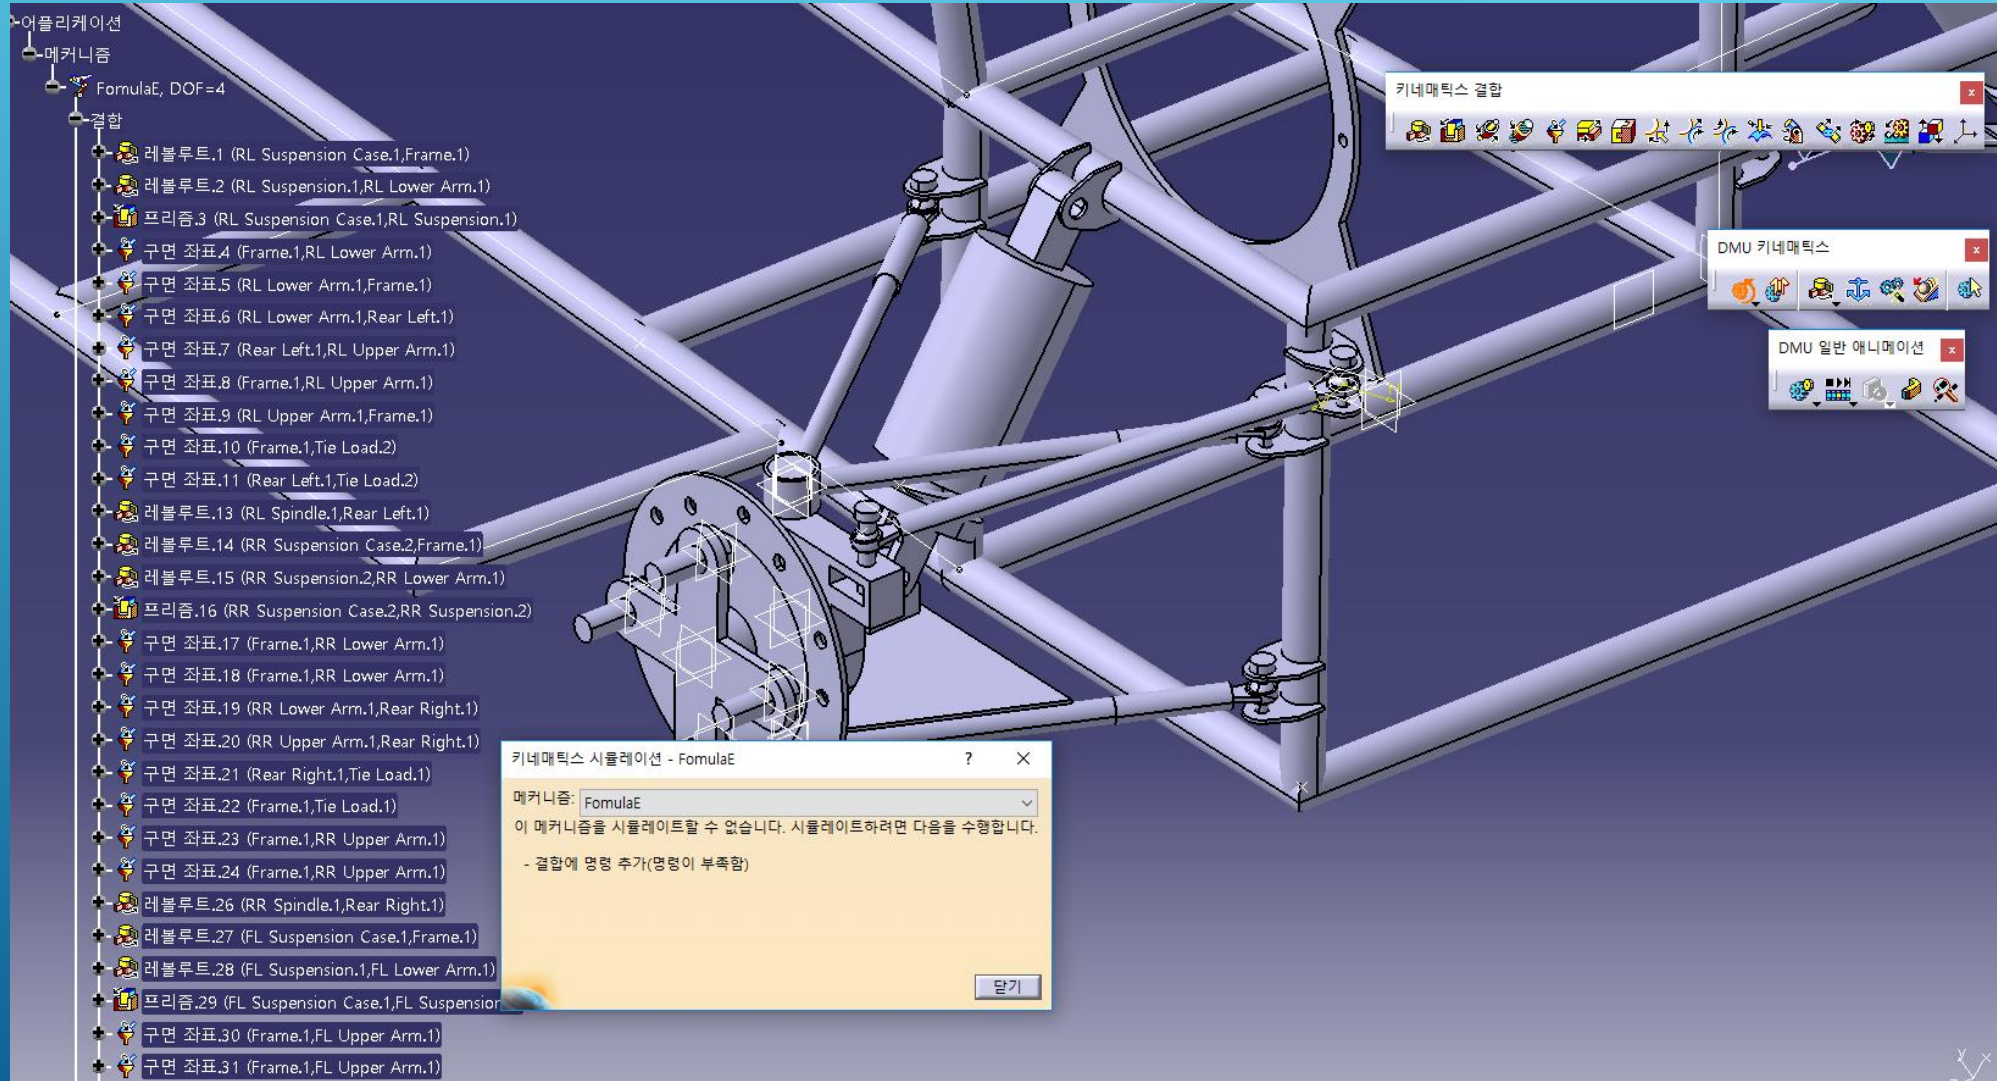 어플리케이션
메커니즘
FomulaE, DOF=4
결합
레볼루트.1 (RL Suspension Case.1,Frame.1)
레볼루트.2 (RL Suspension.1,RL Lower Arm.1)
프리즘.3 (RL Suspension Case.1,RL Suspension.1)
구면 좌표.4 (Frame.1,RL Lower Arm.1)
구면 좌표.5 (RL Lower Arm.1,Frame.1)
구면 좌표.6 (RL Lower Arm.1,Rear Left.1)
구면 좌표.7 (Rear Left.1,RL Upper Arm.1)
구면 좌표.8 (Frame.1,RL Upper Arm.1)
구면 좌표.9 (RL Upper Arm.1,Frame.1)
구면 좌표.10 (Frame.1,Tie Load.2)
구면 좌표.11 (Rear Left.1,Tie Load.2)
레볼루트.13 (RL Spindle.1,Rear Left.1)
레볼루트.14 (RR Suspension Case.2,Frame.1)
레볼루트.15 (RR Suspension.2,RR Lower Arm.1)
프리즘.16 (RR Suspension Case.2,RR Suspension.2)
구면 좌표.17 (Frame.1,RR Lower Arm.1)
구면 좌표.18 (Frame.1,RR Lower Arm.1)
구면 좌표.19 (RR Lower Arm.1,Rear Right.1)
구면 좌표.20 (RR Upper Arm.1,Rear Right.1)
구면 좌표.21 (Rear Right.1,Tie Load.1)
구면 좌표.22 (Frame.1,Tie Load.1)
구면 좌표.23 (Frame.1,RR Upper Arm.1)
구면 좌표.24 (Frame.1,RR Upper Arm.1)
레볼루트.26 (RR Spindle.1,Rear Right.1)
레볼루트.27 (FL Suspension Case.1,Frame.1)
레볼루트.28 (FL Suspension.1,FL Lower Arm.1)
프리즘.29 (FL Suspension Case.1,FL Suspension
구면 좌표.30 (Frame.1,FL Upper Arm.1)
구면 좌표.31 (Frame.1,FL Upper Arm.1)
키네매틱스 결합
DMU 키네매틱스
DMU 일반 애니메이션
키네매틱스 시뮬레이션 - FomulaE
메커니즘: FomulaE
이 메커니즘을 시뮬레이트할 수 없습니다. 시뮬레이트하려면 다음을 수행합니다.
- 결합에 명령 추가(명령이 부족함)
닫기
y x